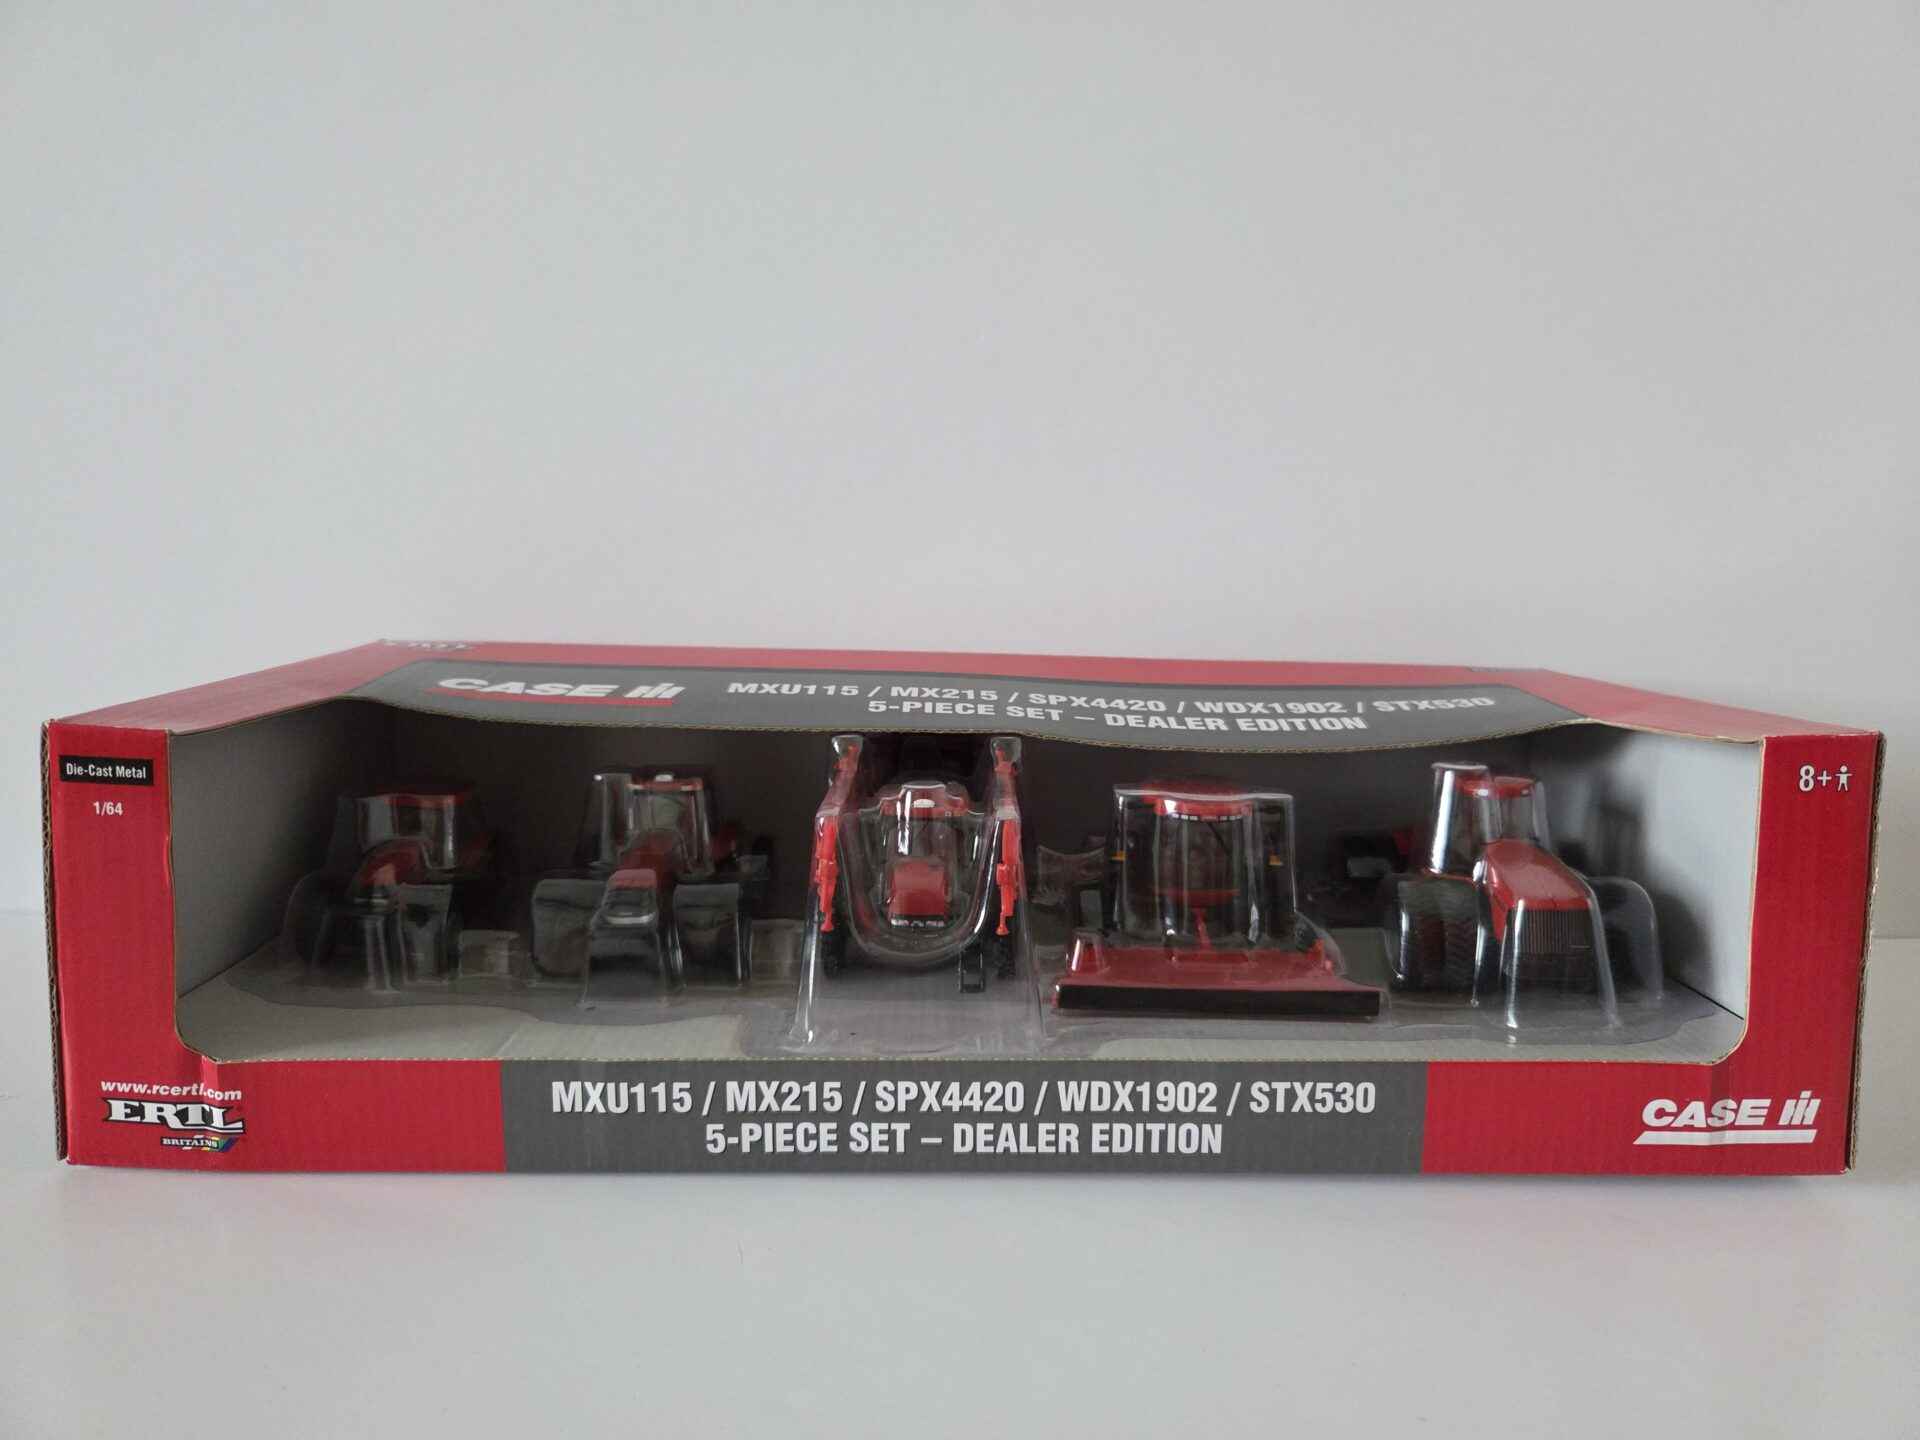 CASE IH
MXU115 / MX215 / SPX4420 / WDX1902 / STX530
5-PIECE SET – DEALER EDITION
Die-Cast Metal
1/64
8+
www.rcertl.com
ERTL
BRITAINS
MXU115 / MX215 / SPX4420 / WDX1902 / STX530
5-PIECE SET – DEALER EDITION
CASE IH